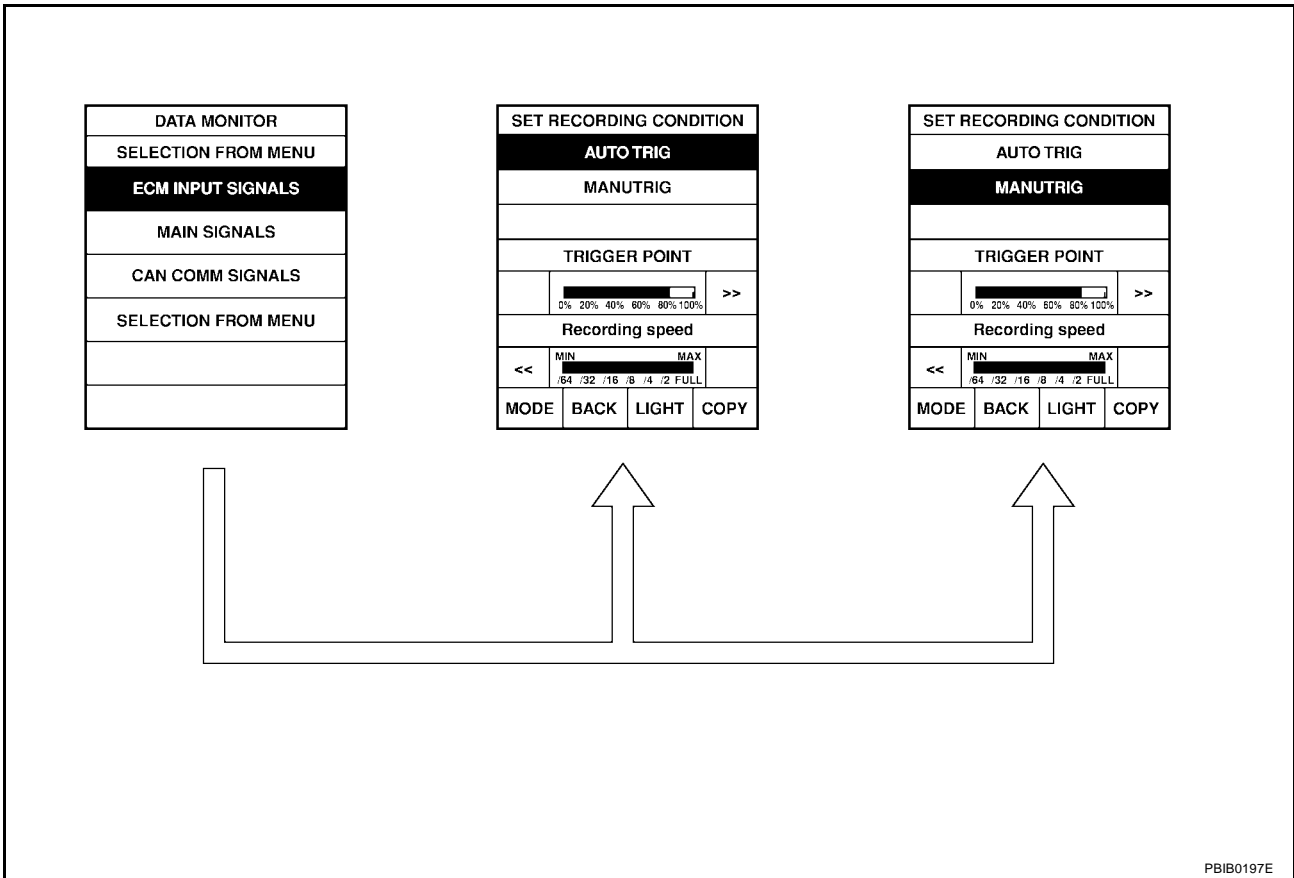 DATA MONITOR
SELECTION FROM MENU
ECM INPUT SIGNALS
MAIN SIGNALS
CAN COMM SIGNALS
SELECTION FROM MENU
SET RECORDING CONDITION
AUTO TRIG
MANUTRIG
TRIGGER POINT
>>
0% 20% 40% 60% 80% 100%
Recording speed
MIN MAX
<<
/64 /32 /16 /8 /4 /2 FULL
MODE BACK LIGHT COPY
SET RECORDING CONDITION
AUTO TRIG
MANUTRIG
TRIGGER POINT
>>
0% 20% 40% 60% 80% 100%
Recording speed
MIN MAX
<<
/64 /32 /16 /8 /4 /2 FULL
MODE BACK LIGHT COPY
PBIB0197E